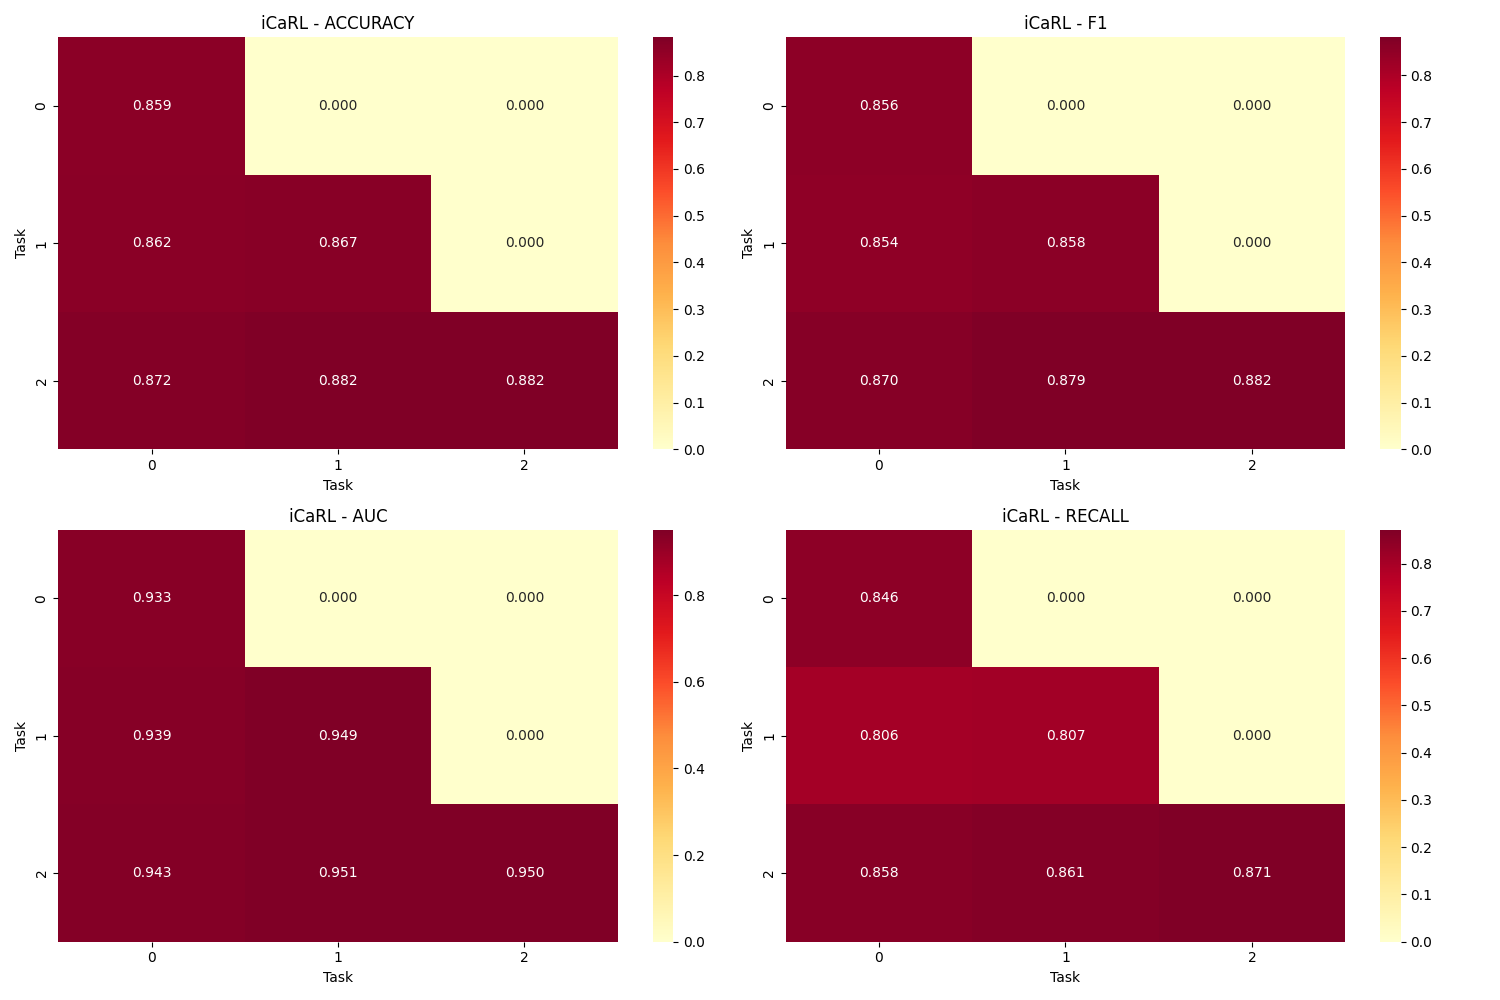 iCaRL - ACCURACY
0.859 0.000 0.000
0.862 0.867 0.000
0.872 0.882 0.882
0 1 2
Task
0 1 2
Task
0.8
0.7
0.6
0.5
0.4
0.3
0.2
0.1
0.0
iCaRL - F1
0.856 0.000 0.000
0.854 0.858 0.000
0.870 0.879 0.882
0 1 2
Task
0 1 2
Task
0.8
0.7
0.6
0.5
0.4
0.3
0.2
0.1
0.0
iCaRL - AUC
0.933 0.000 0.000
0.939 0.949 0.000
0.943 0.951 0.950
0 1 2
Task
0 1 2
Task
0.8
0.6
0.4
0.2
0.0
iCaRL - RECALL
0.846 0.000 0.000
0.806 0.807 0.000
0.858 0.861 0.871
0 1 2
Task
0 1 2
Task
0.8
0.7
0.6
0.5
0.4
0.3
0.2
0.1
0.0